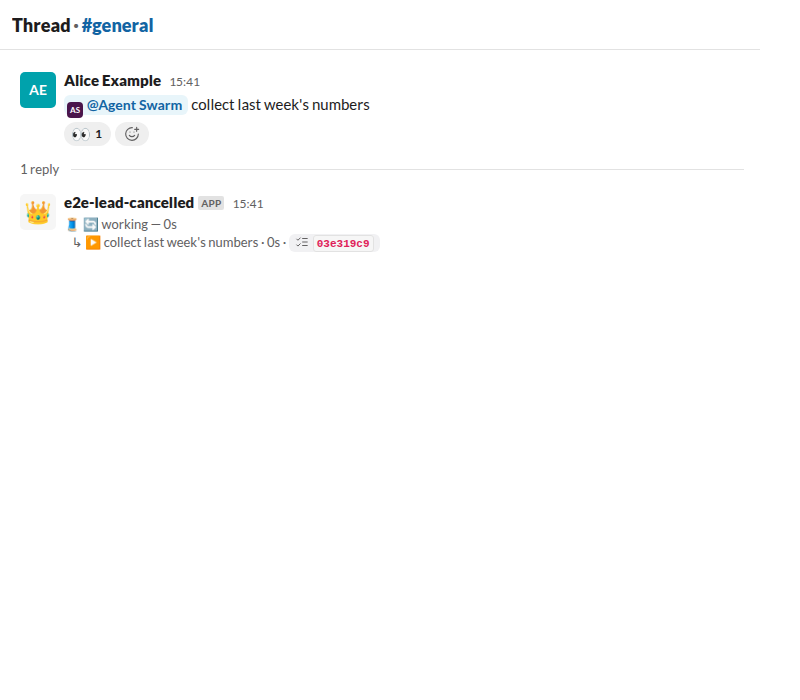 Thread • #general
AE
Alice Example 15:41
AS @Agent Swarm collect last week's numbers
👀 1
1 reply
e2e-lead-cancelled APP 15:41
🧵 🔄 working — 0s
↳ ▶️ collect last week's numbers · 0s · 03e319c9